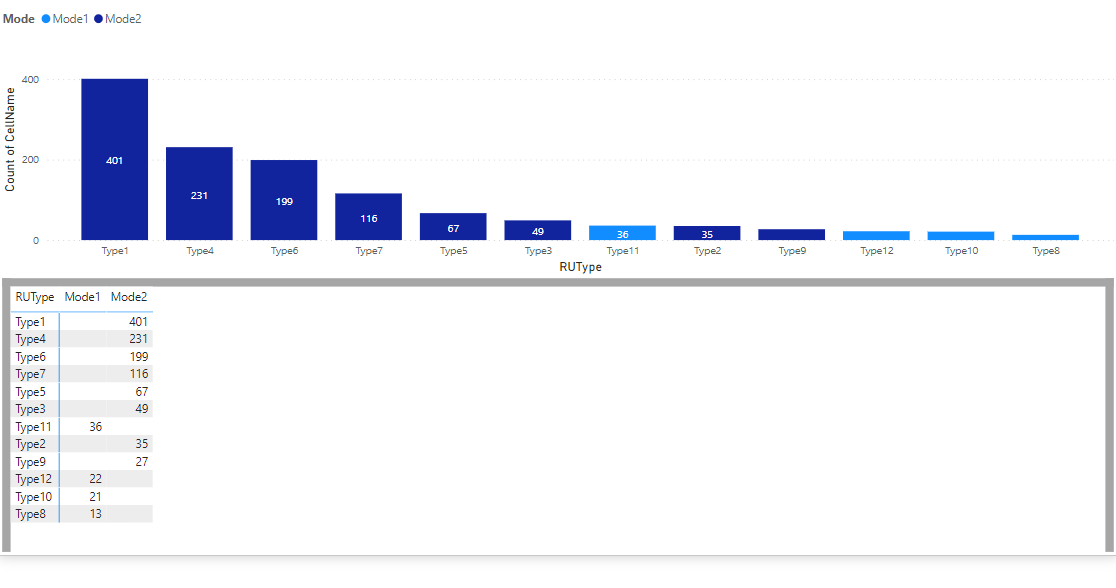 Mode Mode1 Mode2
400
200
0
Count of CellName
401
231
199
116
67
49
36
35
Type1 Type4 Type6 Type7 Type5 Type3 Type11 Type2 Type9 Type12 Type10 Type8
RUType
RUType Mode1 Mode2
Type1 401
Type4 231
Type6 199
Type7 116
Type5 67
Type3 49
Type11 36
Type2 35
Type9 27
Type12 22
Type10 21
Type8 13